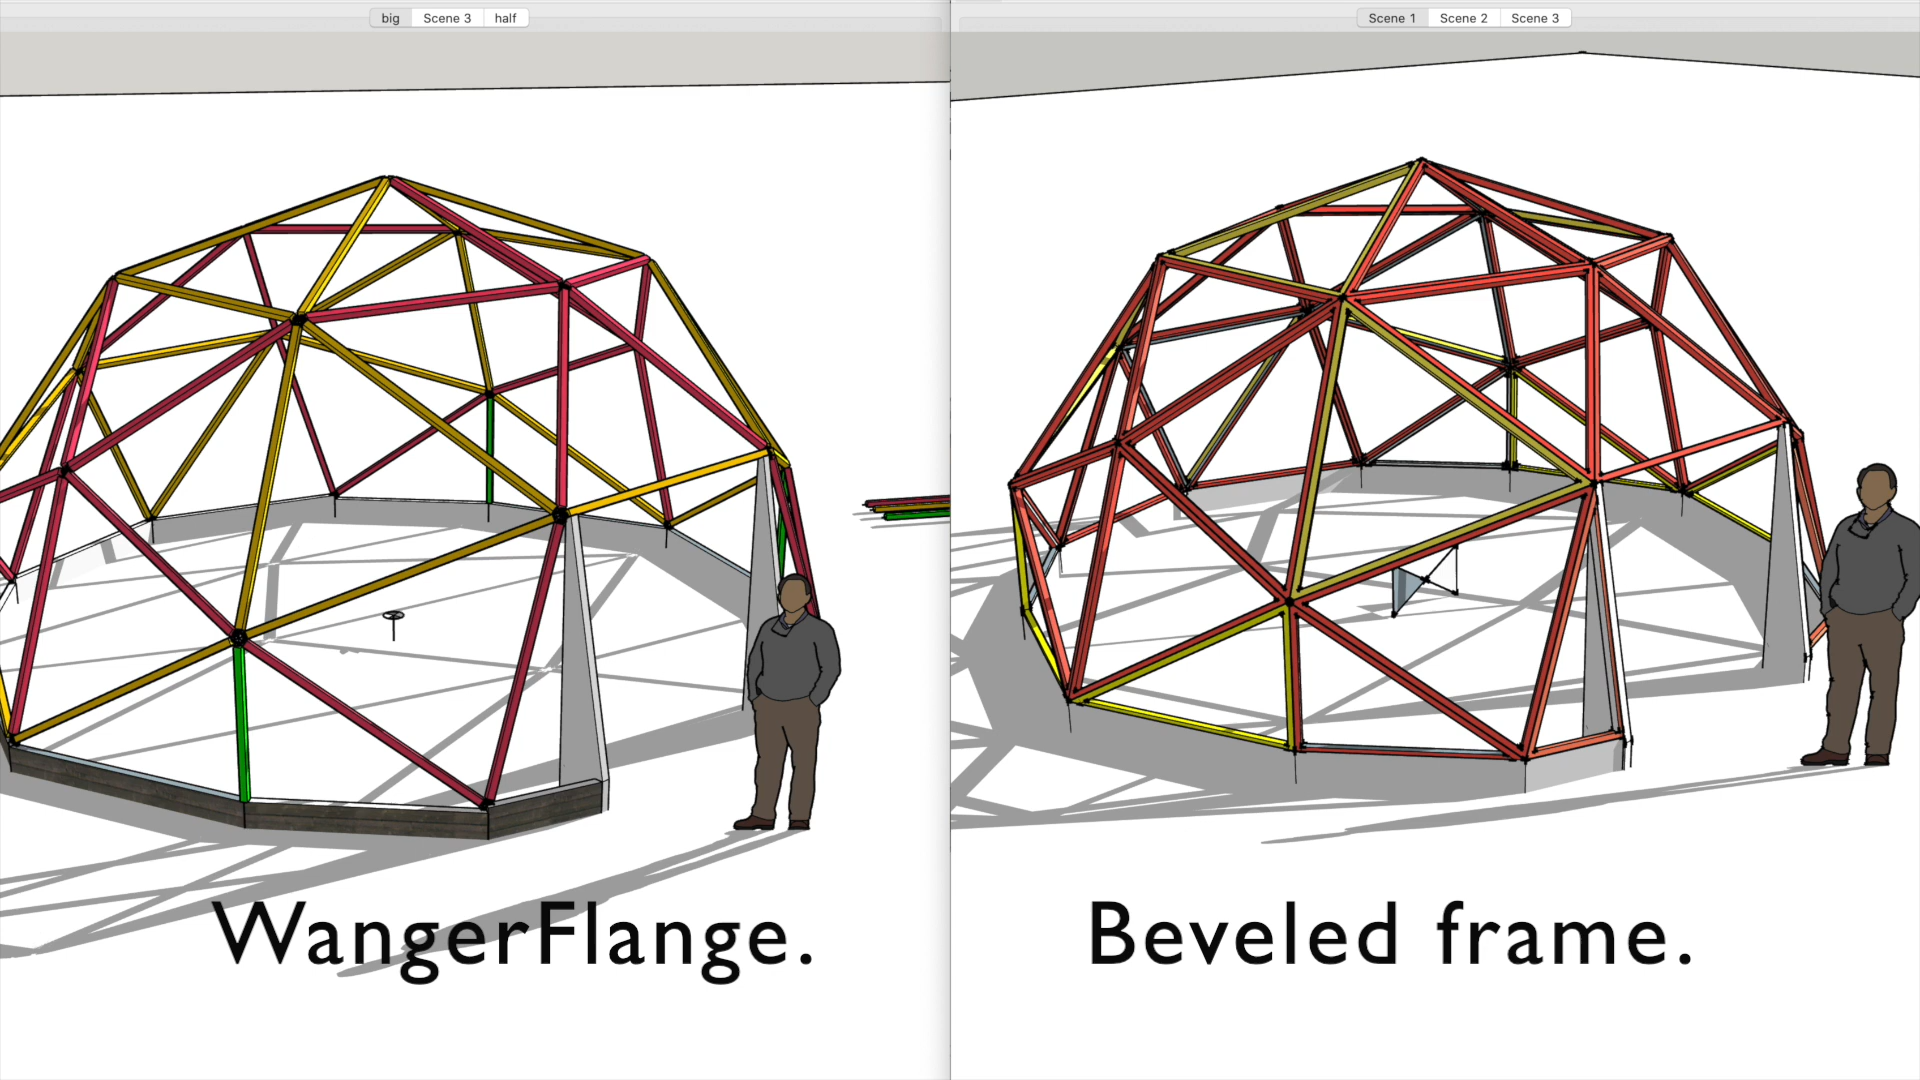 big Scene 3 half
Scene 1 Scene 2 Scene 3
WangerFlange.
Beveled frame.